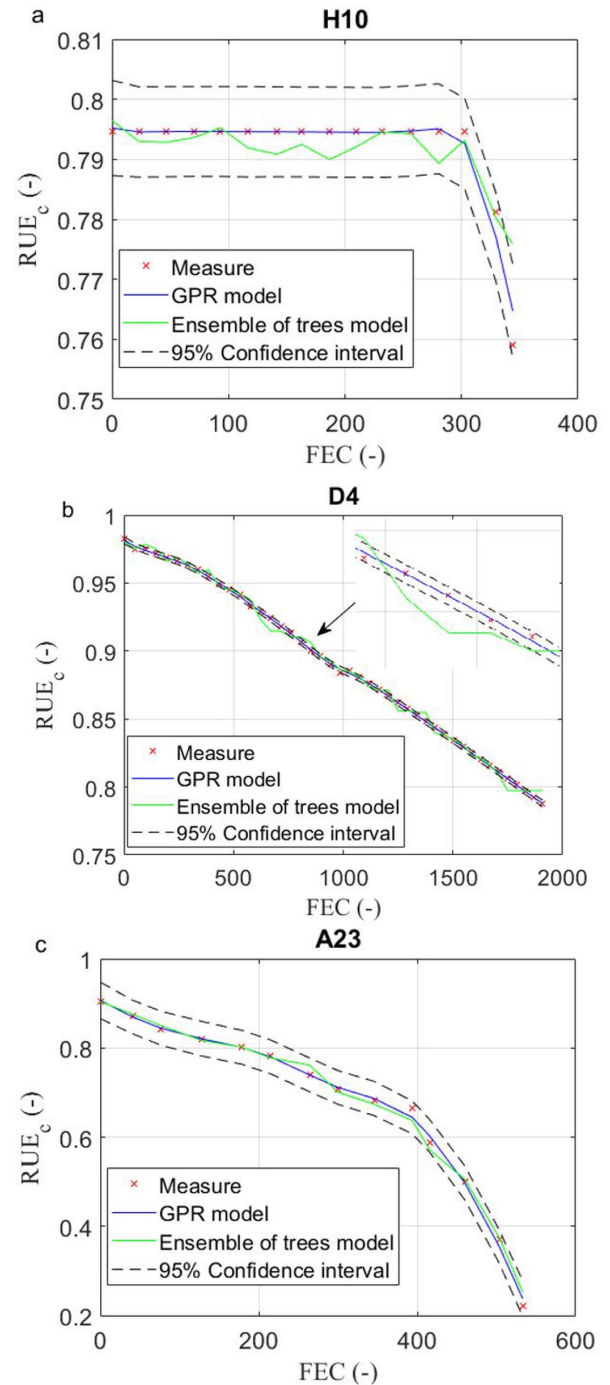 a
H10
0.81
0.8
0.79
0.78
0.77
0.76
0.75
RUEc (-)
× Measure
GPR model
Ensemble of trees model
95% Confidence interval
0 100 200 300 400
FEC (-)
b
D4
1
0.95
0.9
0.85
0.8
0.75
RUEc (-)
× Measure
GPR model
Ensemble of trees model
95% Confidence interval
0 500 1000 1500 2000
FEC (-)
c
A23
1
0.8
0.6
0.4
0.2
RUEc (-)
× Measure
GPR model
Ensemble of trees model
95% Confidence interval
0 200 400 600
FEC (-)